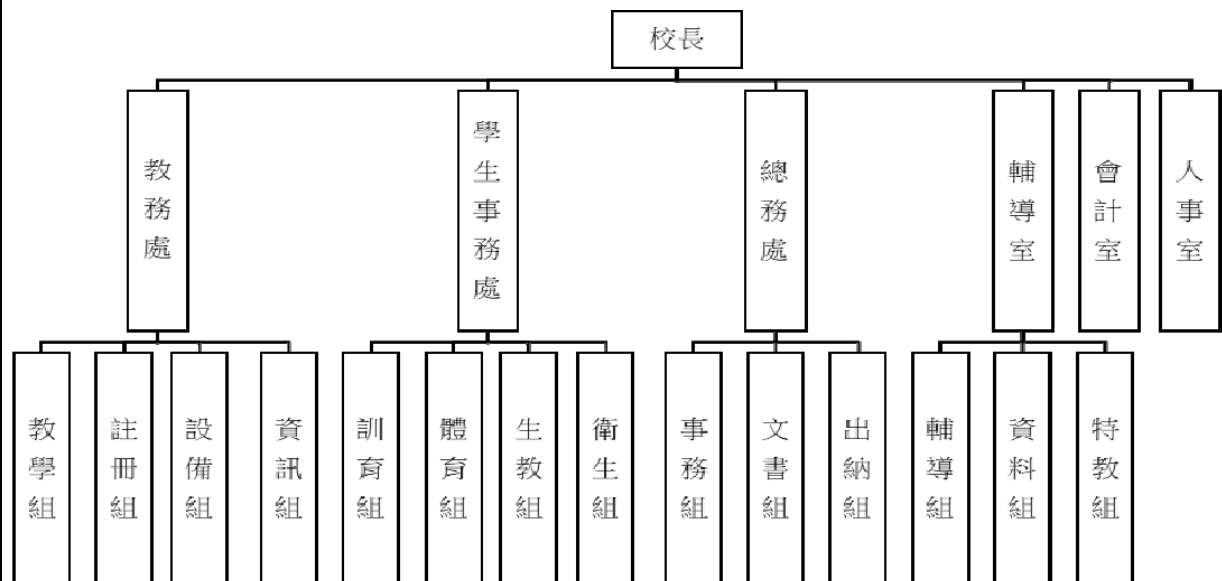 校長
教務處
學生事務處
總務處
輔導室
會計室
人事室
教學組
註冊組
設備組
資訊組
訓育組
體育組
生教組
衛生組
事務組
文書組
出納組
輔導組
資料組
特教組